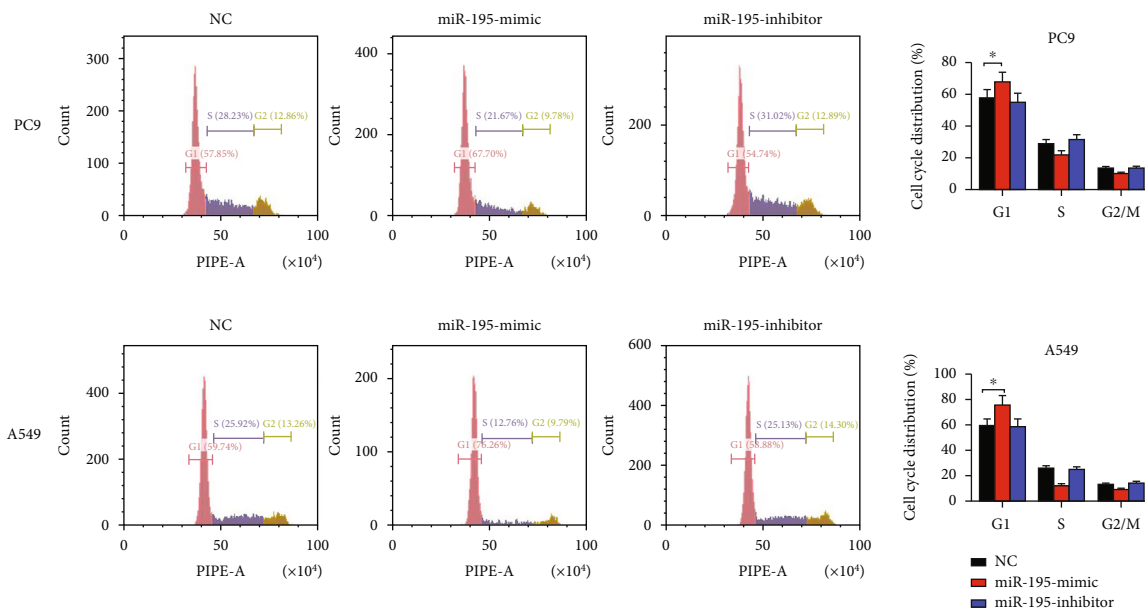 NC
miR-195-mimic
miR-195-inhibitor
PC9
PC9
Count
300
200
100
0
S (28.23%)
G2 (12.86%)
G1 (57.85%)
0
50
100
PIPE-A
(×10⁴)
Count
400
200
0
S (21.67%)
G2 (9.78%)
G1 (67.70%)
0
50
100
PIPE-A
(×10⁴)
Count
200
0
S (31.02%)
G2 (12.89%)
G1 (54.74%)
0
50
100
PIPE-A
(×10⁴)
Cell cycle distribution (%)
80
60
40
20
0
*
G1
S
G2/M
NC
miR-195-mimic
miR-195-inhibitor
A549
A549
Count
400
200
0
S (25.92%)
G2 (13.26%)
G1 (59.74%)
0
50
100
PIPE-A
(×10⁴)
Count
200
100
0
S (12.76%)
G2 (9.79%)
G1 (76.26%)
0
50
100
PIPE-A
(×10⁴)
Count
600
400
200
0
S (25.13%)
G2 (14.30%)
G1 (58.88%)
0
50
100
PIPE-A
(×10⁴)
Cell cycle distribution (%)
100
80
60
40
20
0
*
G1
S
G2/M
NC
miR-195-mimic
miR-195-inhibitor